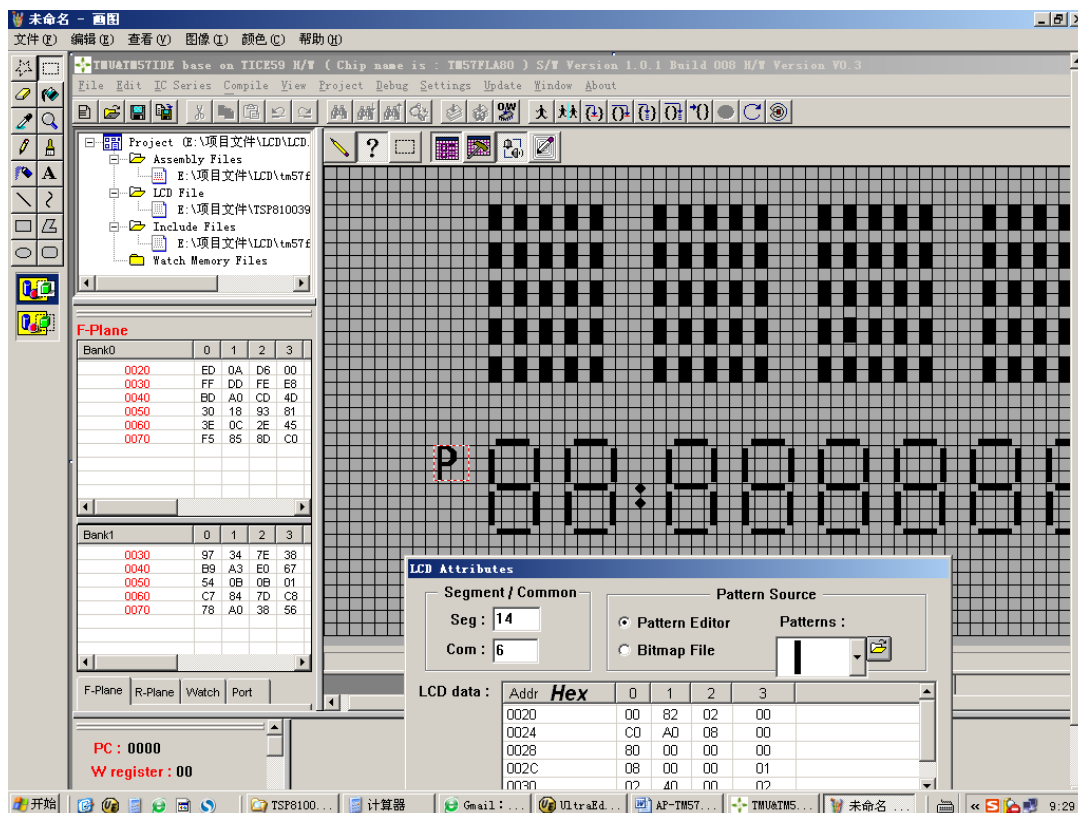 未命名 - 画图
文件(F) 编辑(E) 查看(V) 图像(I) 颜色(C) 帮助(H)
TMU&TM57IDE base on TICE59 H/W ( Chip name is : TM57FLA80 ) S/W Version 1.0.1 Build 008 H/W Version V0.3
File Edit IC Series Compile View Project Debug Settings Update Window About
Project (E:\项目文件\LCD\LCD.
Assembly Files
E:\项目文件\LCD\tm57f
LCD File
E:\项目文件\TSP810039
Include Files
E:\项目文件\LCD\tm57f
Watch Memory Files
F-Plane
Bank0 0 1 2 3
0020 ED 0A D6 00
0030 FF DD FE E8
0040 BD A0 CD 4D
0050 30 18 93 81
0060 3E 0C 2E 45
0070 F5 85 8D C0
P
Bank1 0 1 2 3
0030 97 34 7E 38
0040 B9 A3 E0 67
0050 54 0B 0B 01
0060 C7 84 7D C8
0070 78 A0 38 56
F-Plane R-Plane Watch Port
PC : 0000
W register : 00
LCD Attributes
Segment / Common
Seg : 14
Com : 6
Pattern Source
Pattern Editor Patterns :
Bitmap File
LCD data : Addr Hex 0 1 2 3
0020 00 82 02 00
0024 C0 A0 08 00
0028 80 00 00 00
002C 08 00 00 01
0030 02 40 00 02
开始 TSP8100... 计算器 Gmail: ... UltraEd... AP-TM57... TMU&TM5... 未命名 ... 9:29